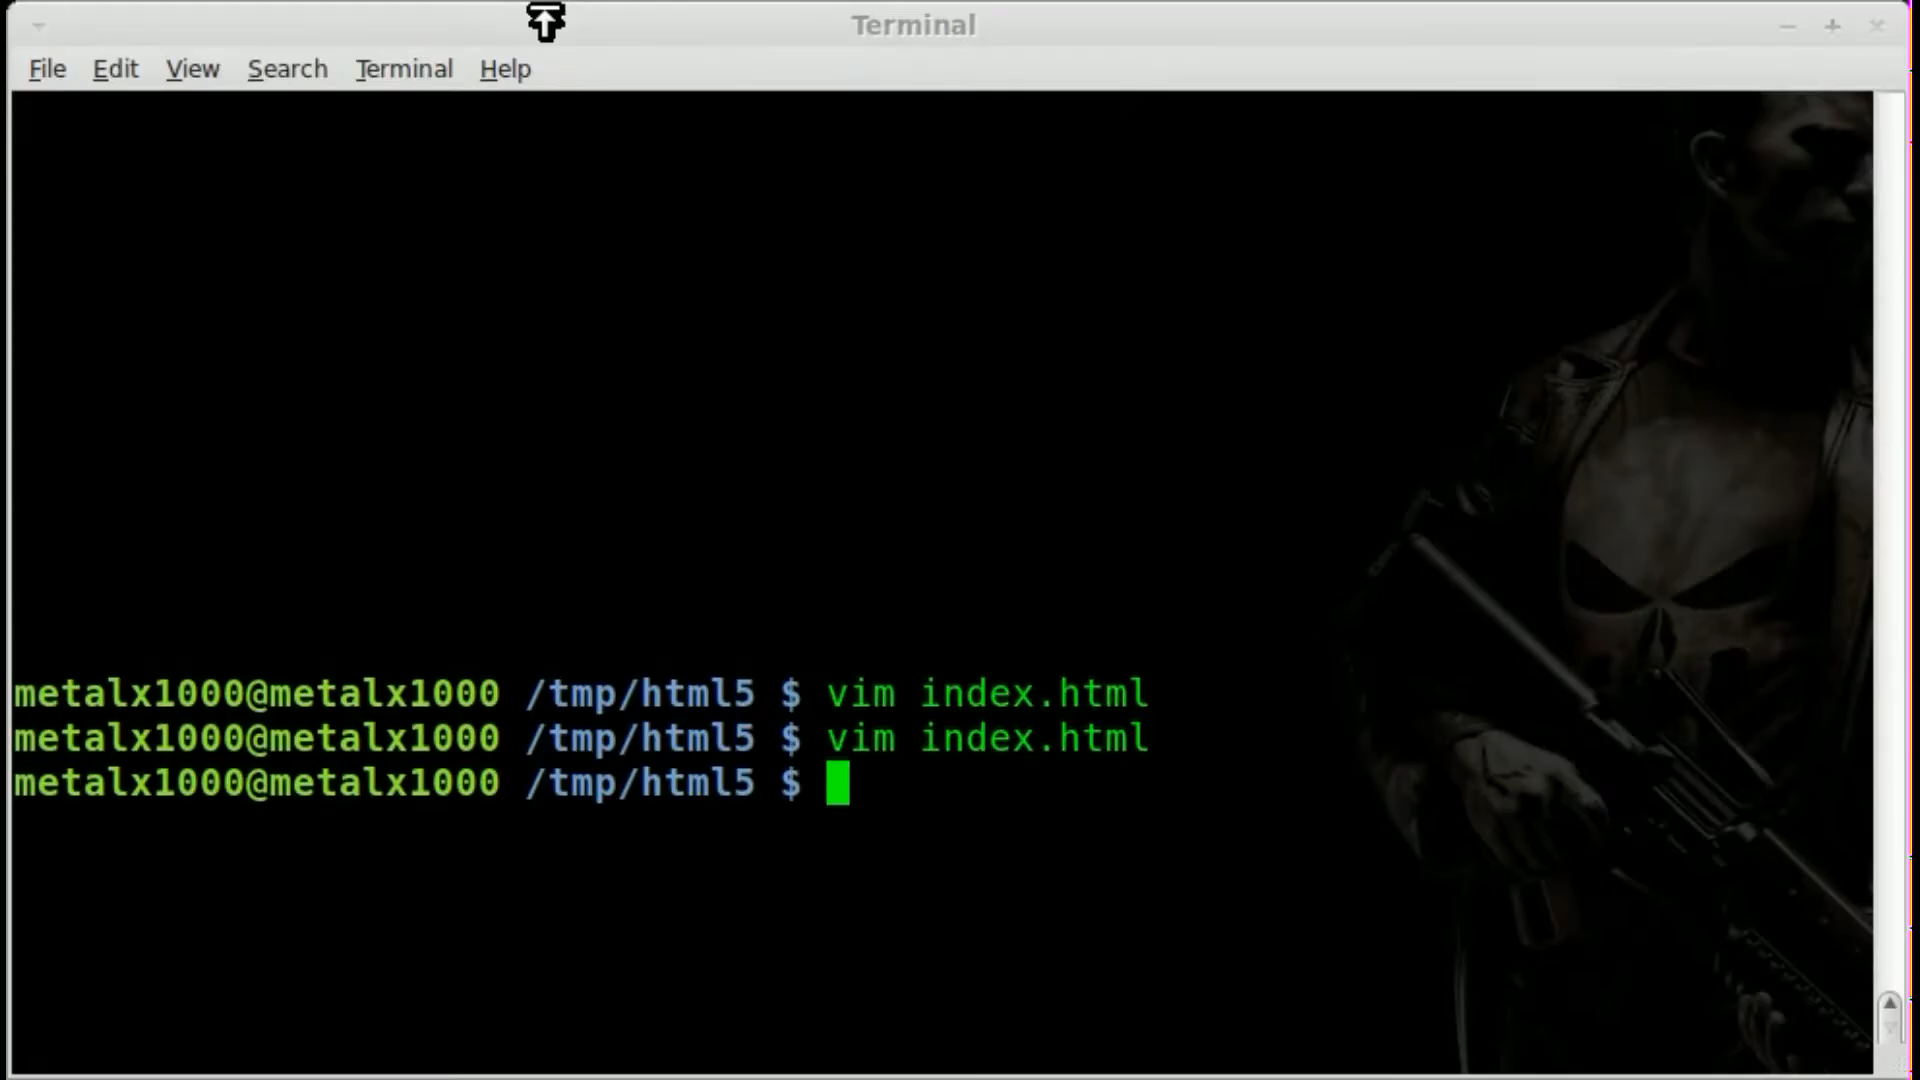 Terminal
File Edit View Search Terminal Help
metalx1000@metalx1000 /tmp/html5 $ vim index.html
metalx1000@metalx1000 /tmp/html5 $ vim index.html
metalx1000@metalx1000 /tmp/html5 $